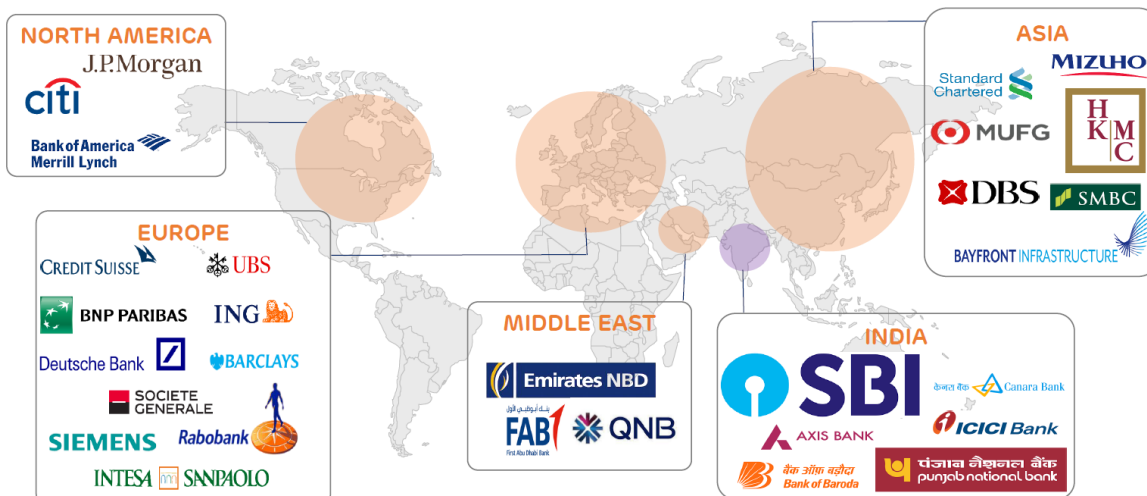 NORTH AMERICA
J.P.Morgan
citi
Bank of America
Merrill Lynch
ASIA
MIZUHO
Standard
Chartered
MUFG
H
K M
C
DBS
SMBC
BAYFRONT INFRASTRUCTURE
EUROPE
CREDIT SUISSE
UBS
BNP PARIBAS
ING
Deutsche Bank
BARCLAYS
SOCIETE
GENERALE
SIEMENS
Rabobank
INTESA SANPAOLO
MIDDLE EAST
Emirates NBD
بنك أبوظبي الأول
FAB
First Abu Dhabi Bank
QNB
INDIA
SBI
केनरा बैंक Canara Bank
AXIS BANK
ICICI Bank
बैंक ऑफ़ बड़ौदा
Bank of Baroda
पंजाब नैशनल बैंक
punjab national bank